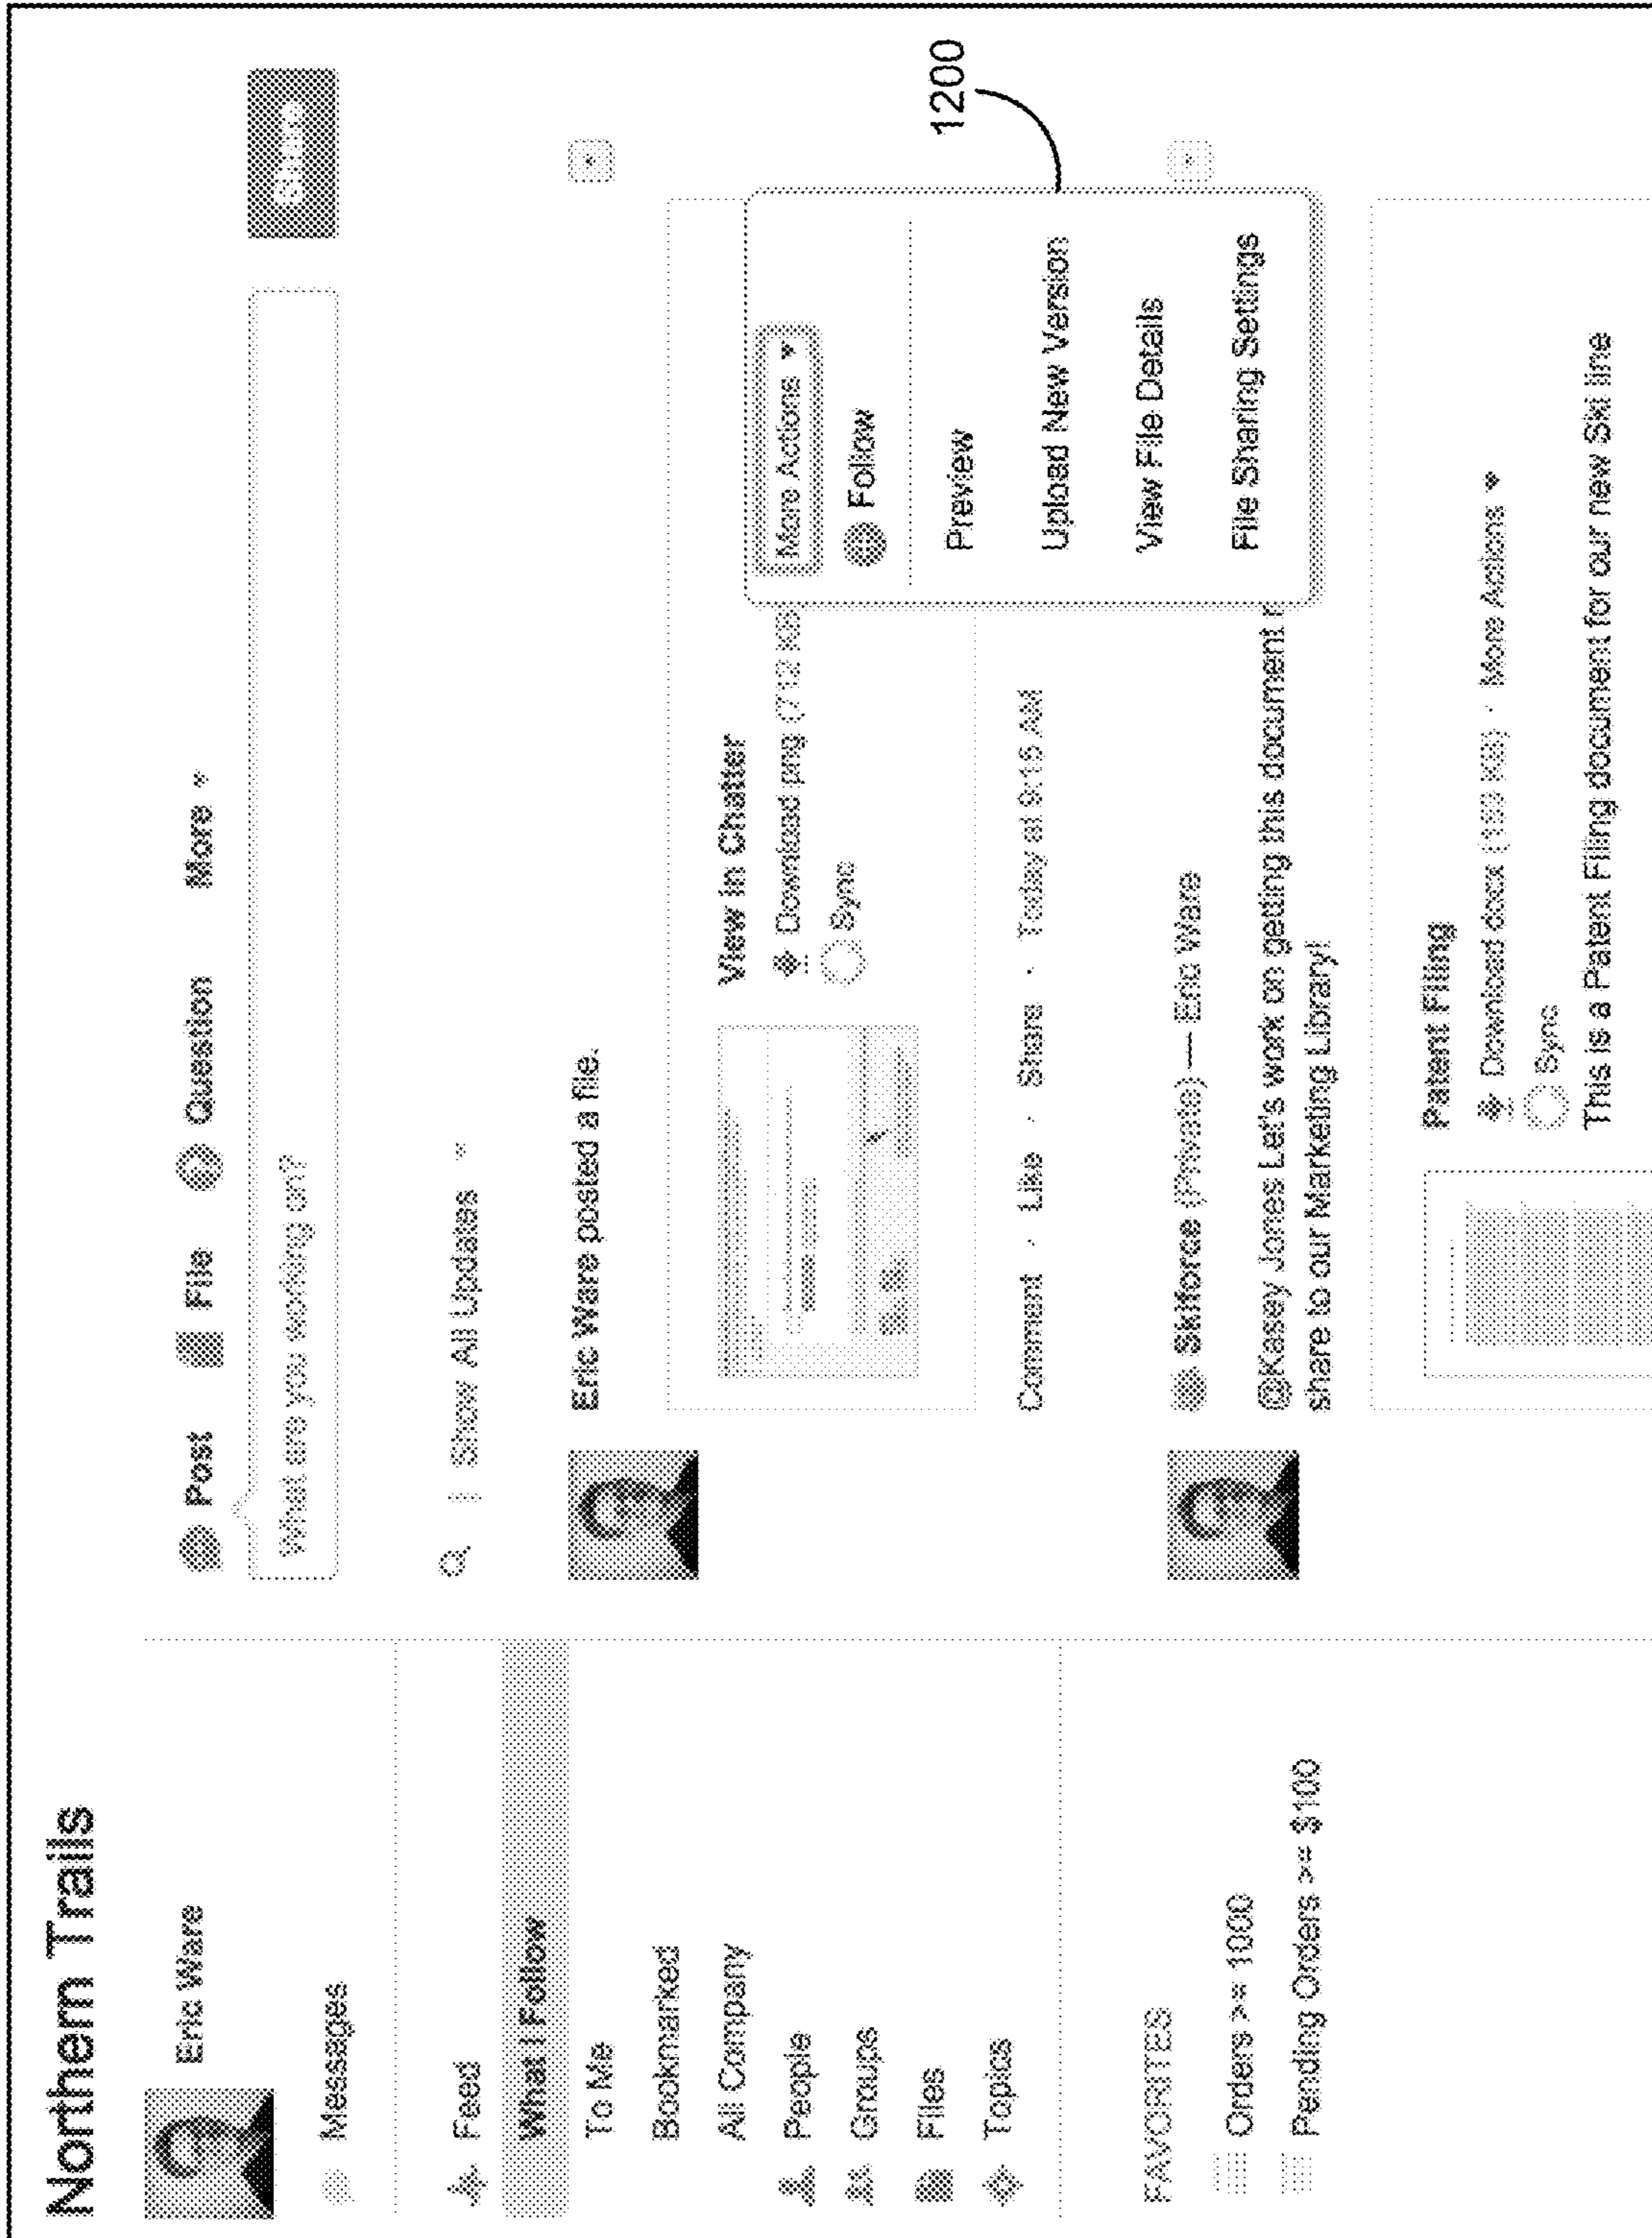 Northern Trails
Eric Ware
Messages
Feed
What I Follow
To Me
Bookmarked
All Company
People
Groups
Files
Topics
FAVORITES
Orders >= 1000
Pending Orders >= $100
Post File Question More
What are you working on?
Share
Show All Updates
Eric Ware posted a file.
View in Chatter
Download png (712 KB
Sync
More Actions
Follow
Preview
Upload New Version
View File Details
File Sharing Settings
1200
Comment · Like · Share · Today at 9:15 AM
Skiforce (Private) — Eric Ware
@Kasey Jones Let's work on getting this document r
share to our Marketing Library!
Patent Filing
Download docx (193 KB) · More Actions
Sync
This is a Patent Filing document for our new Ski line